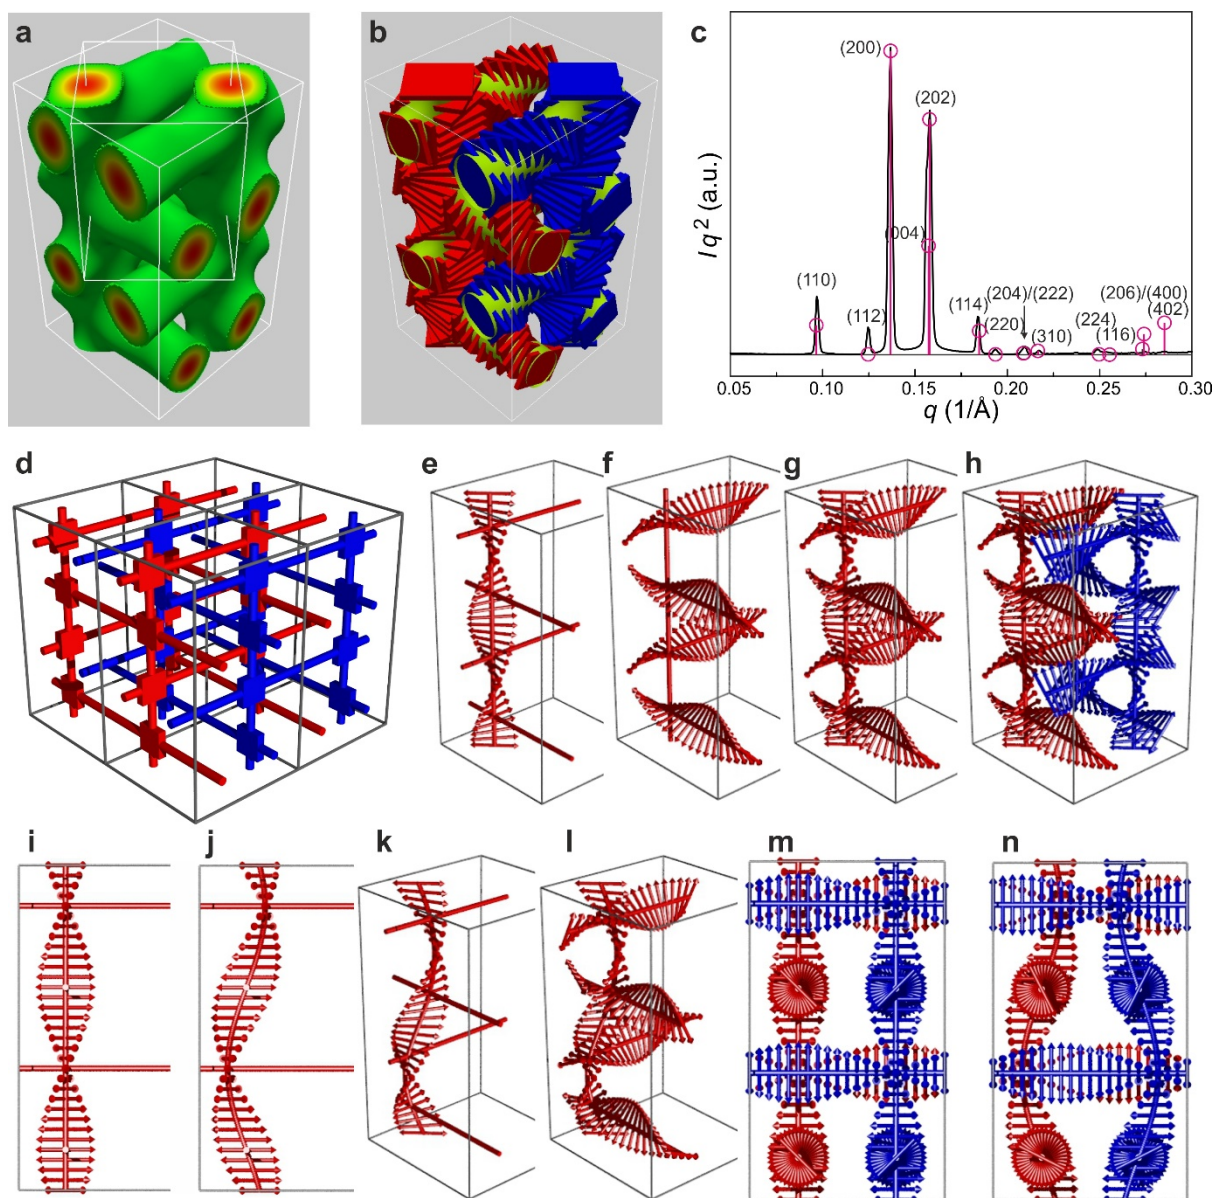 a
b
c
(200)
(202)
(004)
(110)
(112)
(114)
(204)/(222)
(206)/(400)
(220)
(310)
(224)
(116)
(402)
Iq² (a.u.)
0.05 0.10 0.15 0.20 0.25 0.30
q (1/Å)
d
e
f
g
h
i
j
k
l
m
n